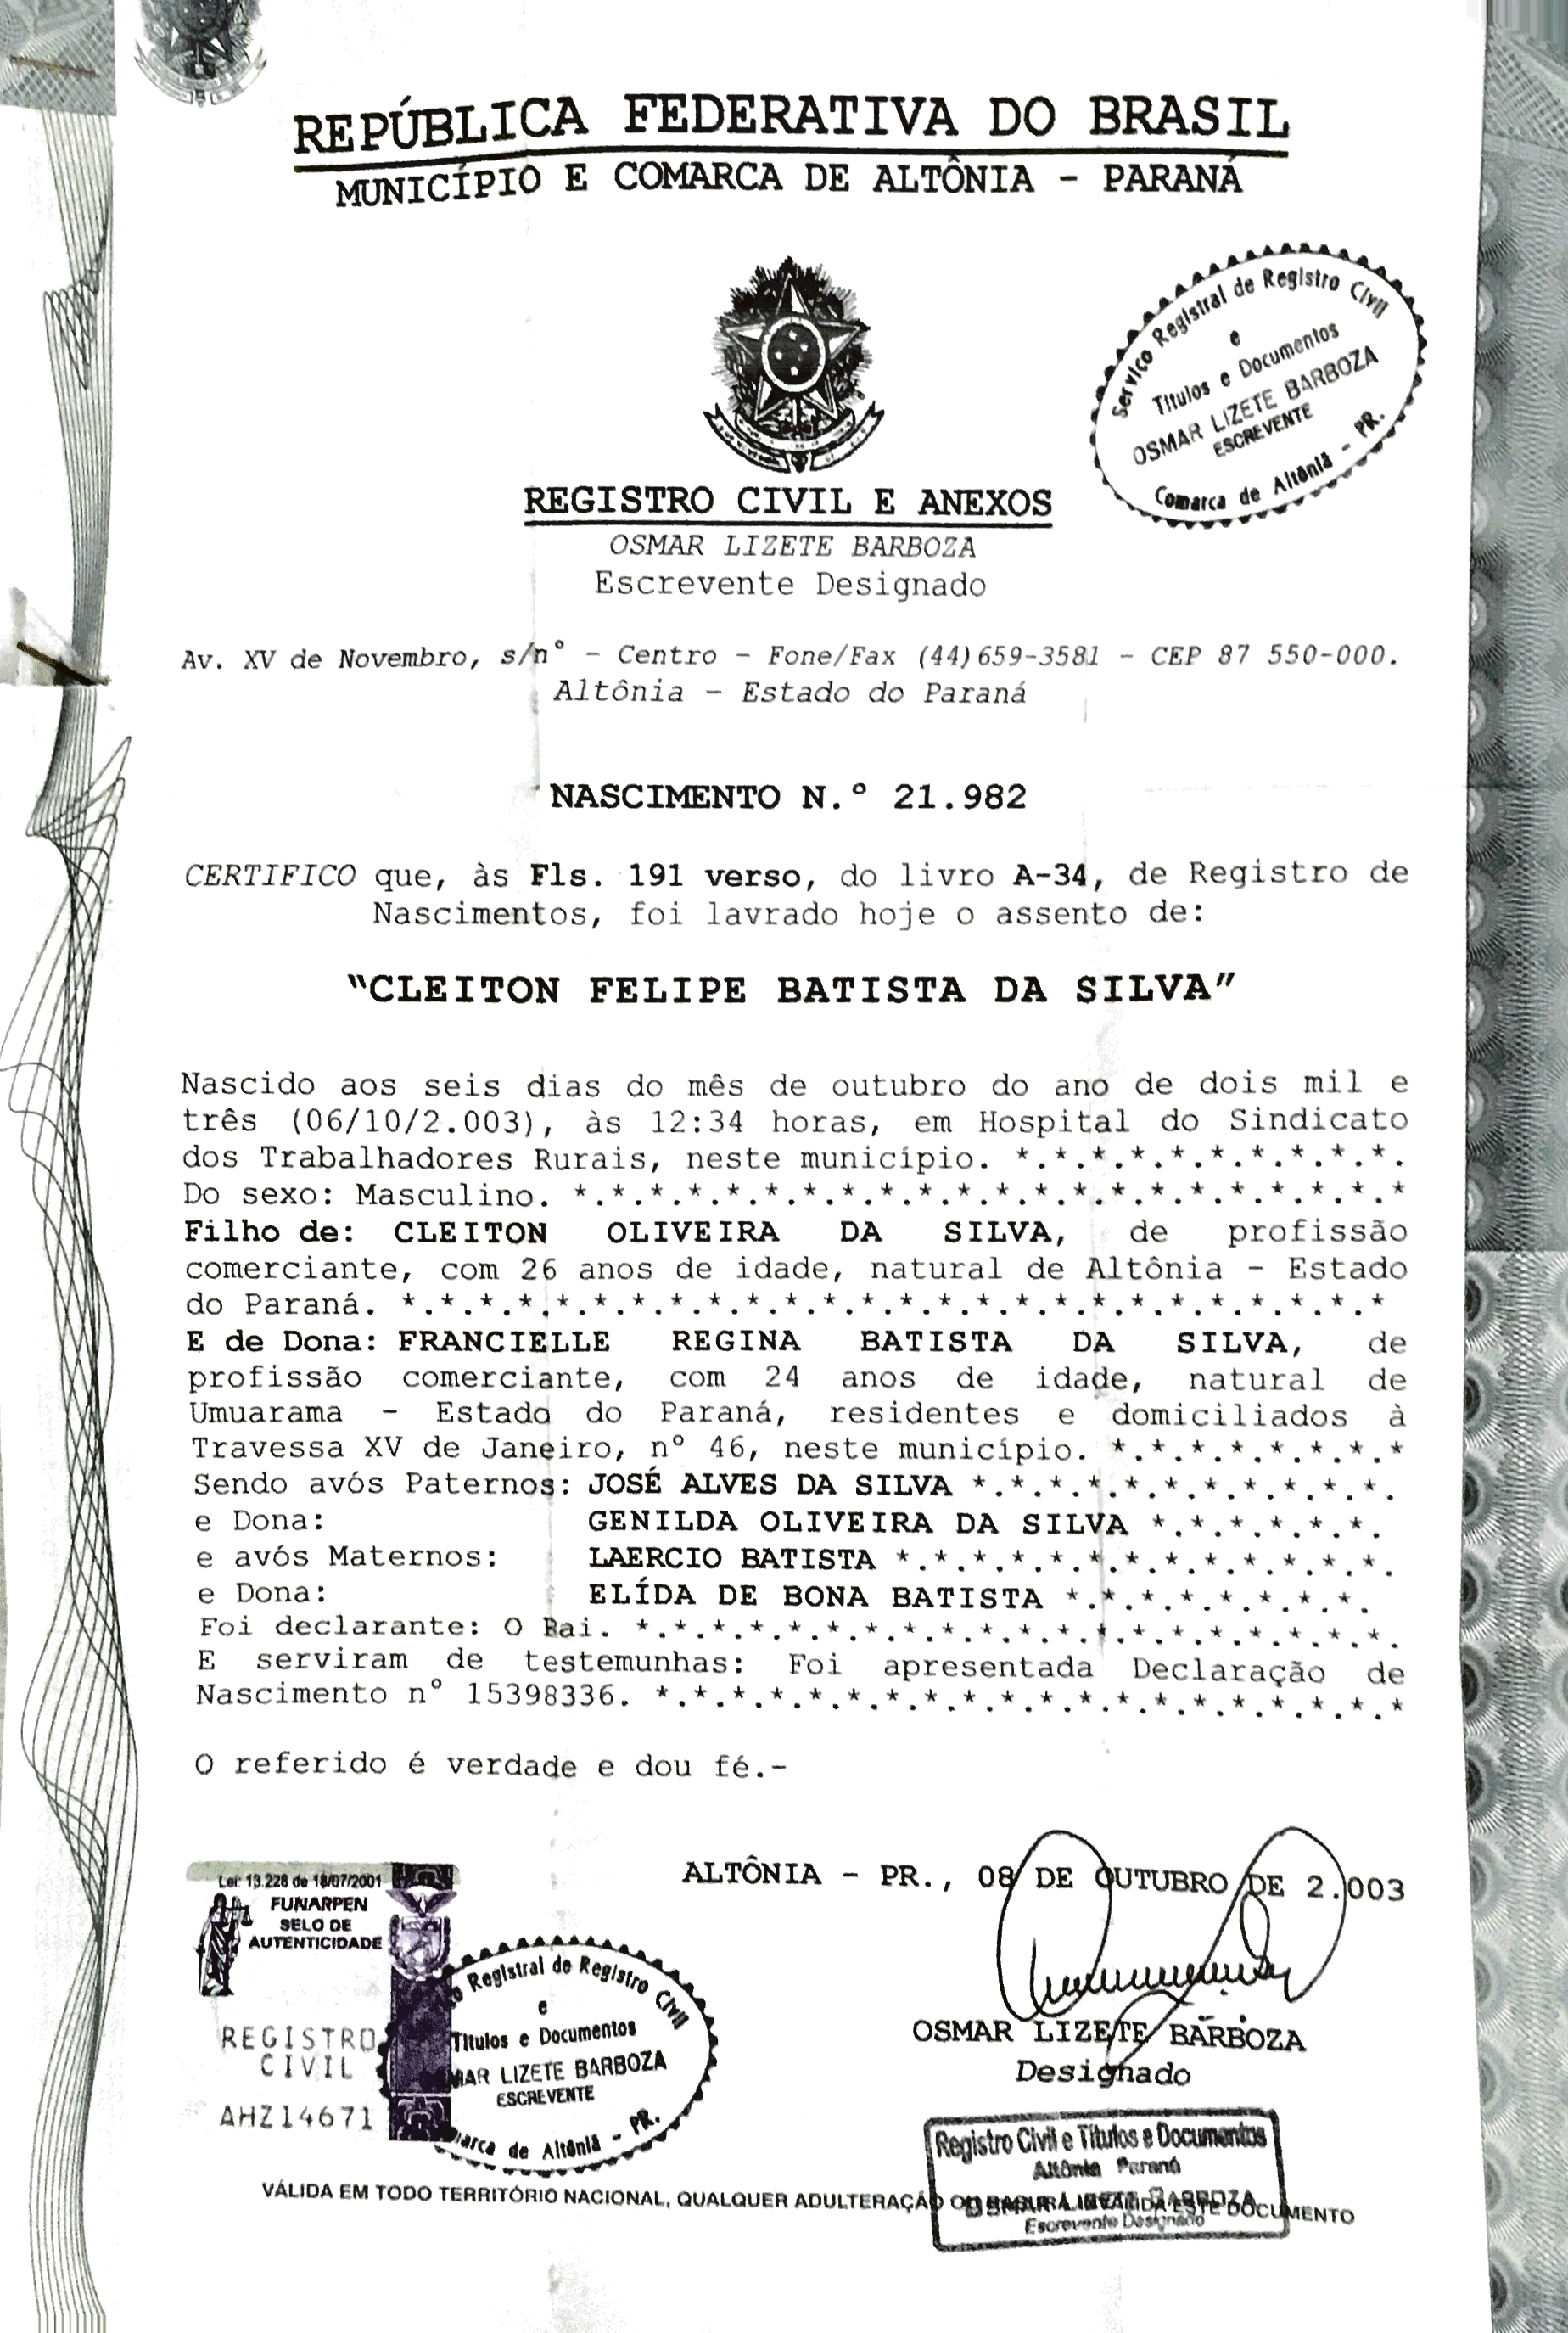 REPÚBLICA FEDERATIVA DO BRASIL
MUNICÍPIO E COMARCA DE ALTÔNIA - PARANÁ
Serviço Registral de Registro Civil
e
Títulos e Documentos
OSMAR LIZETE BARBOZA
ESCREVENTE
Comarca de Altônia - PR.
REGISTRO CIVIL E ANEXOS
OSMAR LIZETE BARBOZA
Escrevente Designado
Av. XV de Novembro, s/nº - Centro - Fone/Fax (44)659-3581 - CEP 87 550-000.
Altônia - Estado do Paraná
NASCIMENTO N.º 21.982
CERTIFICO que, às Fls. 191 verso, do livro A-34, de Registro de
Nascimentos, foi lavrado hoje o assento de:
"CLEITON FELIPE BATISTA DA SILVA"
Nascido aos seis dias do mês de outubro do ano de dois mil e
três (06/10/2.003), às 12:34 horas, em Hospital do Sindicato
dos Trabalhadores Rurais, neste município. *.*.*.*.*.*.*.*.*.*.*.
Do sexo: Masculino. *.*.*.*.*.*.*.*.*.*.*.*.*.*.*.*.*.*.*.*.*.*
Filho de: CLEITON OLIVEIRA DA SILVA, de profissão
comerciante, com 26 anos de idade, natural de Altônia - Estado
do Paraná. *.*.*.*.*.*.*.*.*.*.*.*.*.*.*.*.*.*.*.*.*.*.*.*.*.*
E de Dona: FRANCIELLE REGINA BATISTA DA SILVA, de
profissão comerciante, com 24 anos de idade, natural de
Umuarama - Estado do Paraná, residentes e domiciliados à
Travessa XV de Janeiro, nº 46, neste município. *.*.*.*.*.*.*.*
Sendo avós Paternos: JOSÉ ALVES DA SILVA *.*.*.*.*.*.*.*.*.*.*.
e Dona: GENILDA OLIVEIRA DA SILVA *.*.*.*.*.*.
e avós Maternos: LAERCIO BATISTA *.*.*.*.*.*.*.*.*.*.*.*.*.
e Dona: ELÍDA DE BONA BATISTA *.*.*.*.*.*.*.*.
Foi declarante: O Pai. *.*.*.*.*.*.*.*.*.*.*.*.*.*.*.*.*.*.*.*.
E serviram de testemunhas: Foi apresentada Declaração de
Nascimento nº 15398336. *.*.*.*.*.*.*.*.*.*.*.*.*.*.*.*.*.*.*.*
O referido é verdade e dou fé.-
ALTÔNIA - PR., 08 DE OUTUBRO DE 2.003
Lei: 13.228 de 18/07/2001
FUNARPEN
SELO DE
AUTENTICIDADE
REGISTRO
CIVIL
AHZ14671
Registral de Registro Civil
e
Títulos e Documentos
MAR LIZETE BARBOZA
ESCREVENTE
marca de Altônia - PR.
OSMAR LIZETE BARBOZA
Designado
Registro Civil e Títulos e Documentos
Altônia Paraná
Escrevente Designado
VÁLIDA EM TODO TERRITÓRIO NACIONAL, QUALQUER ADULTERAÇÃO OU RASURA INVALIDA ESTE DOCUMENTO